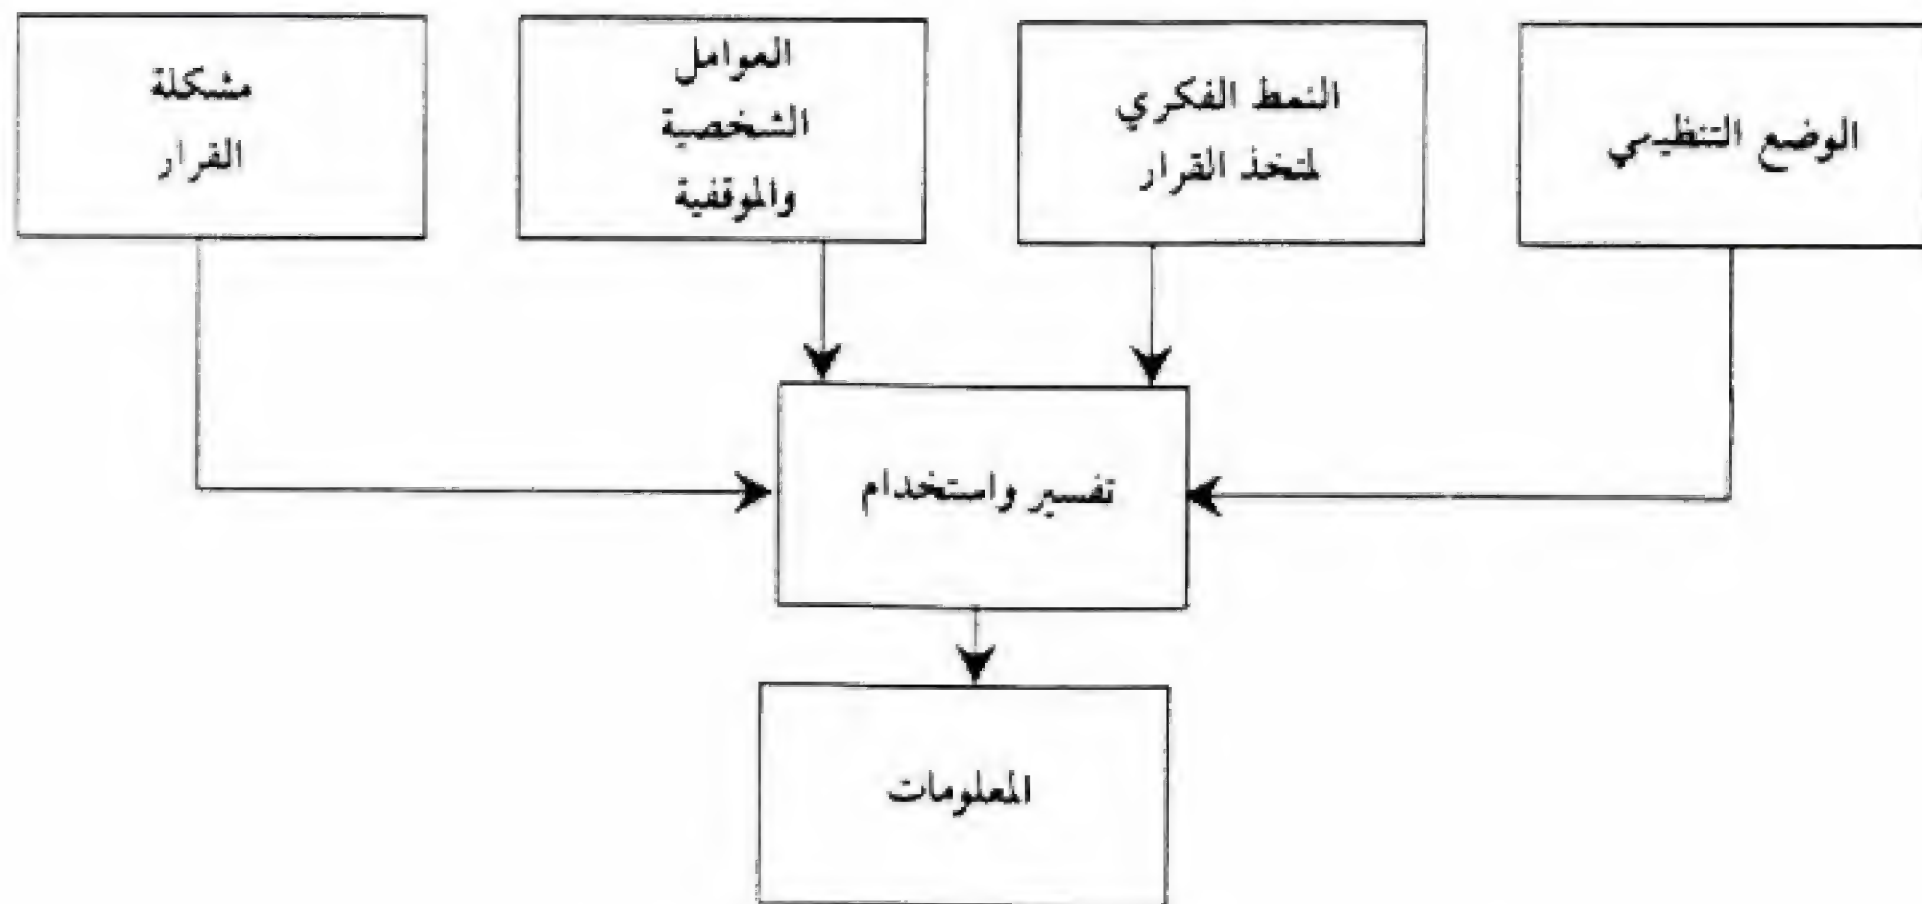 الوضع التنظيمي
النمط الفكري
لمتخذ القرار
العوامل
الشخصية
والموقفية
مشكلة
القرار
تفسير واستخدام
المعلومات